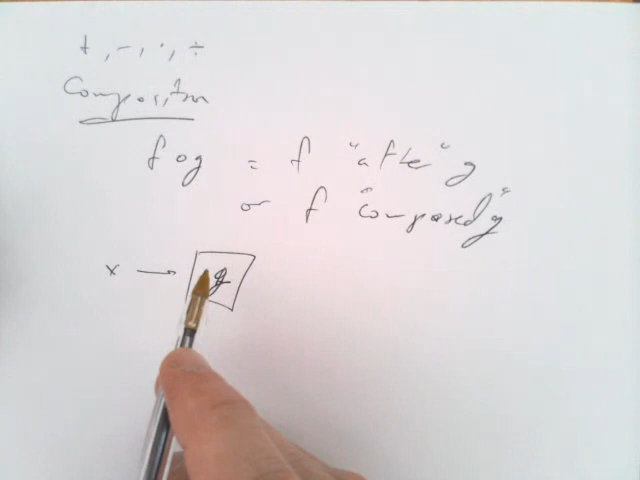 +, -, ·, ÷
Composition
f o g = f "after" g
or f "composed g"
x → g